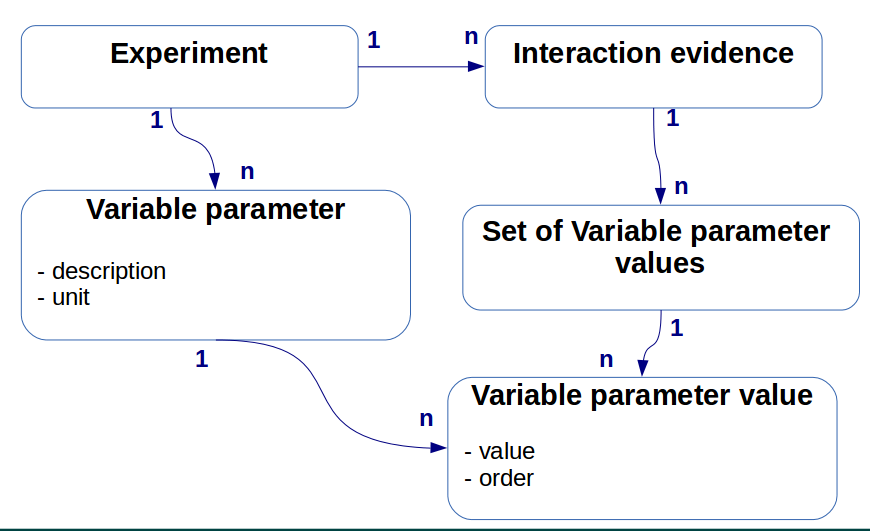 Experiment
1
n
Interaction evidence
1
n
1
n
Variable parameter
- description
- unit
Set of Variable parameter
values
1
n
1
n
Variable parameter value
- value
- order